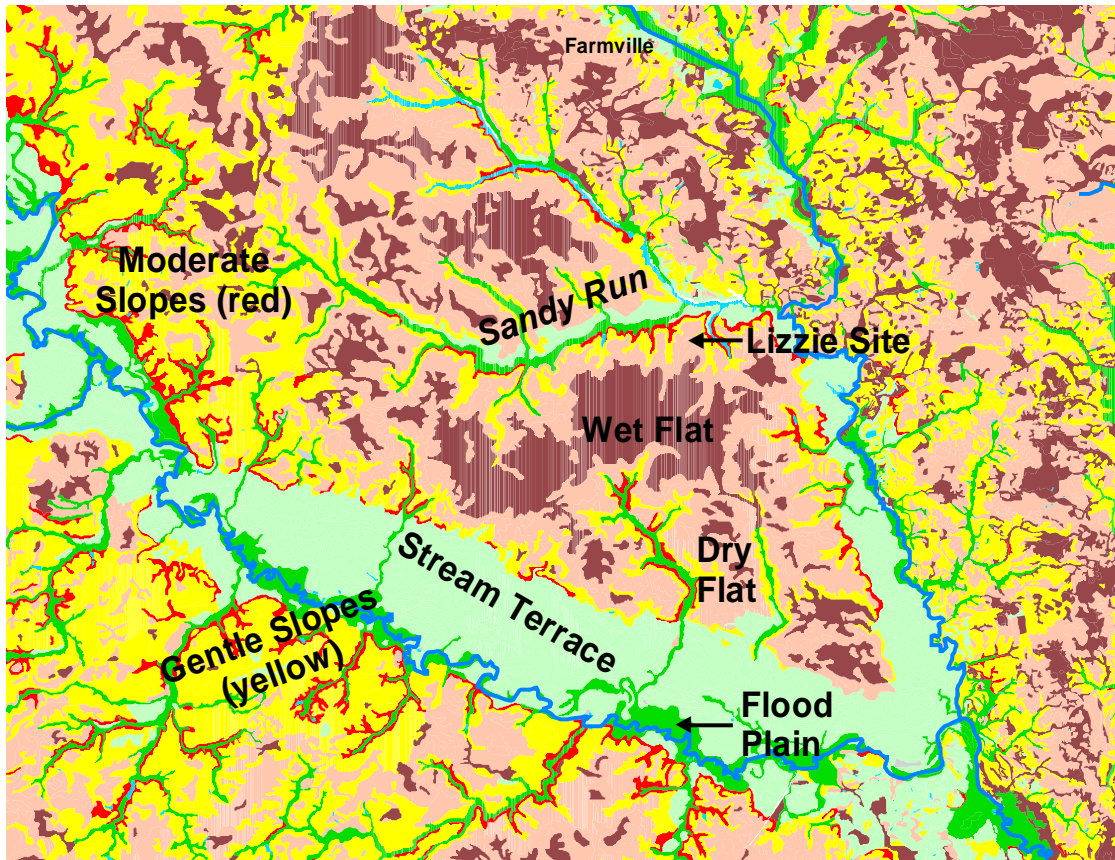 Farmville
Moderate
Slopes (red)
Sandy Run
Lizzie Site
Wet Flat
Dry
Flat
Stream Terrace
Gentle Slopes
(yellow)
Flood
Plain